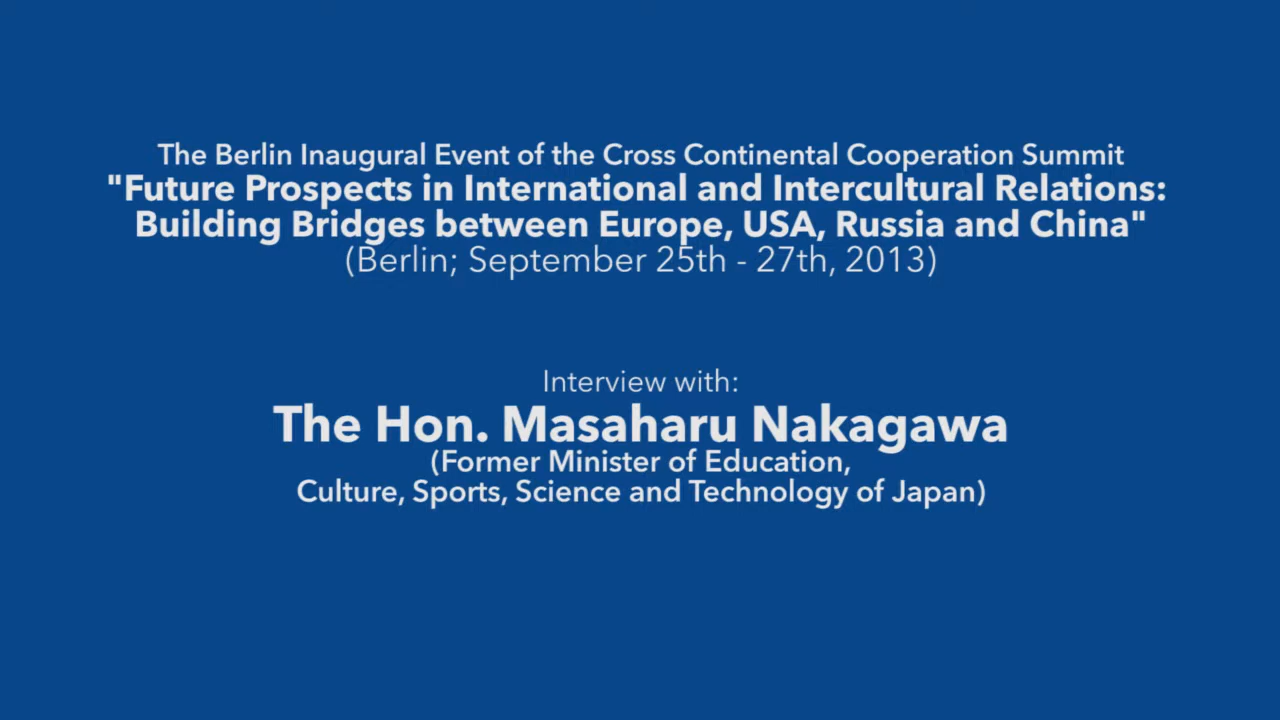 The Berlin Inaugural Event of the Cross Continental Cooperation Summit
"Future Prospects in International and Intercultural Relations:
Building Bridges between Europe, USA, Russia and China"
(Berlin; September 25th - 27th, 2013)
Interview with:
The Hon. Masaharu Nakagawa
(Former Minister of Education,
Culture, Sports, Science and Technology of Japan)